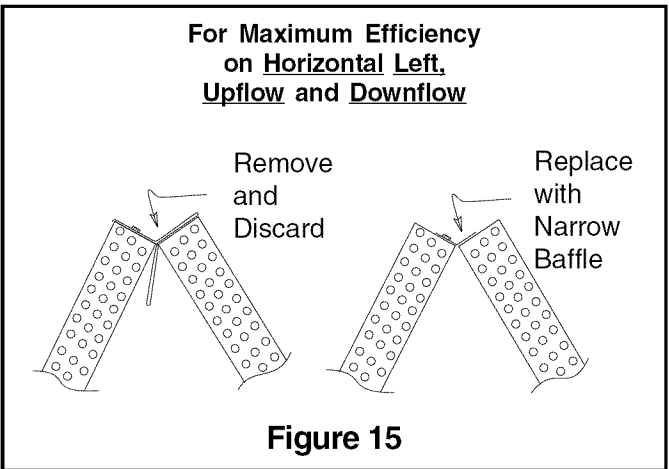 For Maximum Efficiency
on Horizontal Left,
Upflow and Downflow
Remove
and
Discard
Replace
with
Narrow
Baffle
Figure 15